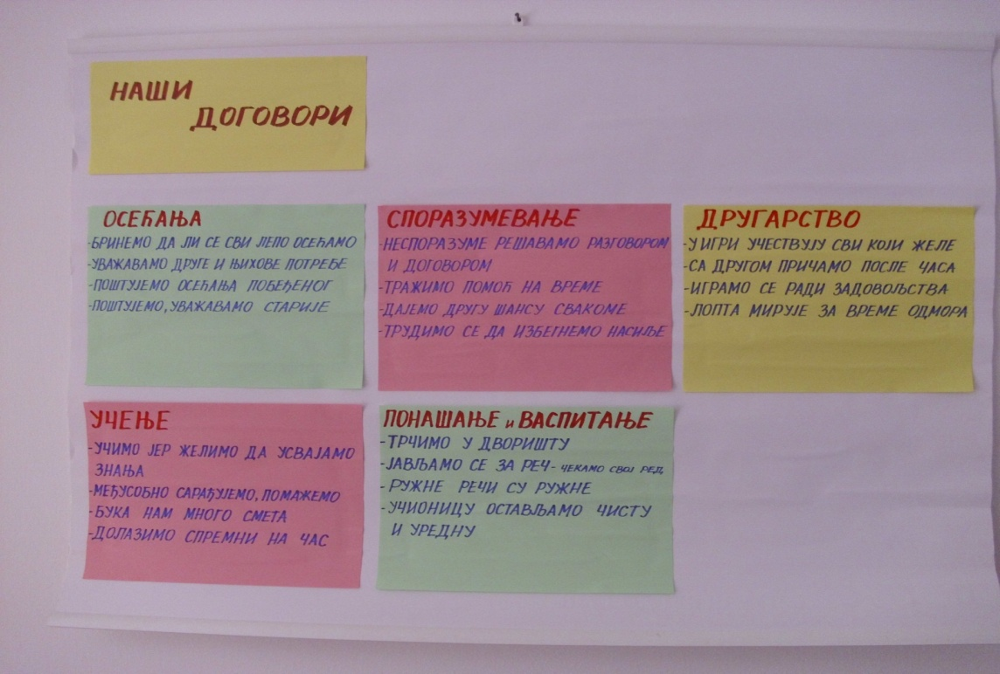 НАШИ
ДОГОВОРИ
ОСЕЋАЊА
-БРИНЕМО ДА ЛИ СЕ СВИ ЛЕПО ОСЕЋАМО
-УВАЖАВАМО ДРУГЕ И ЊИХОВЕ ПОТРЕБЕ
-ПОШТУЈЕМО ОСЕЋАЊА ПОБЕЂЕНОГ
-ПОШТУЈЕМО, УВАЖАВАМО СТАРИЈЕ
СПОРАЗУМЕВАЊЕ
-НЕСПОРАЗУМЕ РЕШАВАМО РАЗГОВОРОМ
И ДОГОВОРОМ
-ТРАЖИМО ПОМОЋ НА ВРЕМЕ
-ДАЈЕМО ДРУГУ ШАНСУ СВАКОМЕ
-ТРУДИМО СЕ ДА ИЗБЕГНЕМО НАСИЉЕ
ДРУГАРСТВО
-У ИГРИ УЧЕСТВУЈУ СВИ КОЈИ ЖЕЛЕ
-СА ДРУГОМ ПРИЧАМО ПОСЛЕ ЧАСА
-ИГРАМО СЕ РАДИ ЗАДОВОЉСТВА
-ЛОПТА МИРУЈЕ ЗА ВРЕМЕ ОДМОРА
УЧЕЊЕ
-УЧИМО ЈЕР ЖЕЛИМО ДА УСВАЈАМО
ЗНАЊА
-МЕЂУСОБНО САРАЂУЈЕМО, ПОМАЖЕМО
-БУКА НАМ МНОГО СМЕТА
-ДОЛАЗИМО СПРЕМНИ НА ЧАС
ПОНАШАЊЕ и ВАСПИТАЊЕ
-ТРЧИМО У ДВОРИШТУ
-ЈАВЉАМО СЕ ЗА РЕЧ - ЧЕКАМО СВОЈ РЕД
-РУЖНЕ РЕЧИ СУ РУЖНЕ
-УЧИОНИЦУ ОСТАВЉАМО ЧИСТУ
И УРЕДНУ